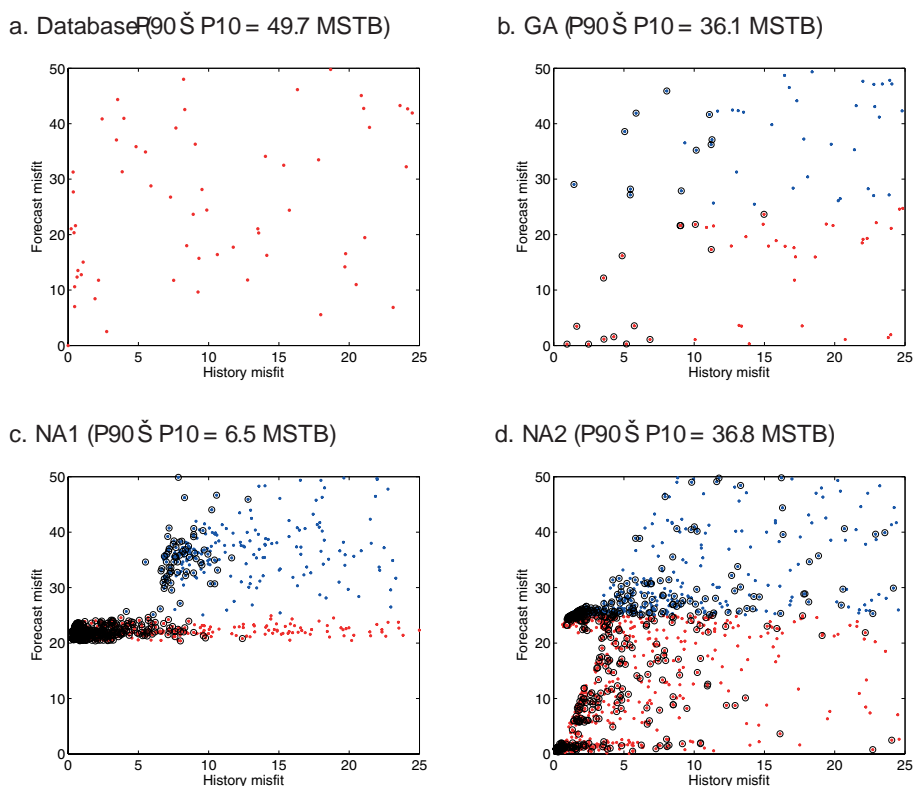 a. Database (P90 Š P10 = 49.7 MSTB)
b. GA (P90 Š P10 = 36.1 MSTB)
50
40
30
20
10
0
Forecast misfit
0 5 10 15 20 25
History misfit
50
40
30
20
10
0
Forecast misfit
0 5 10 15 20 25
History misfit
c. NA1 (P90 Š P10 = 6.5 MSTB)
d. NA2 (P90 Š P10 = 36.8 MSTB)
50
40
30
20
10
0
Forecast misfit
0 5 10 15 20 25
History misfit
50
40
30
20
10
0
Forecast misfit
0 5 10 15 20 25
History misfit